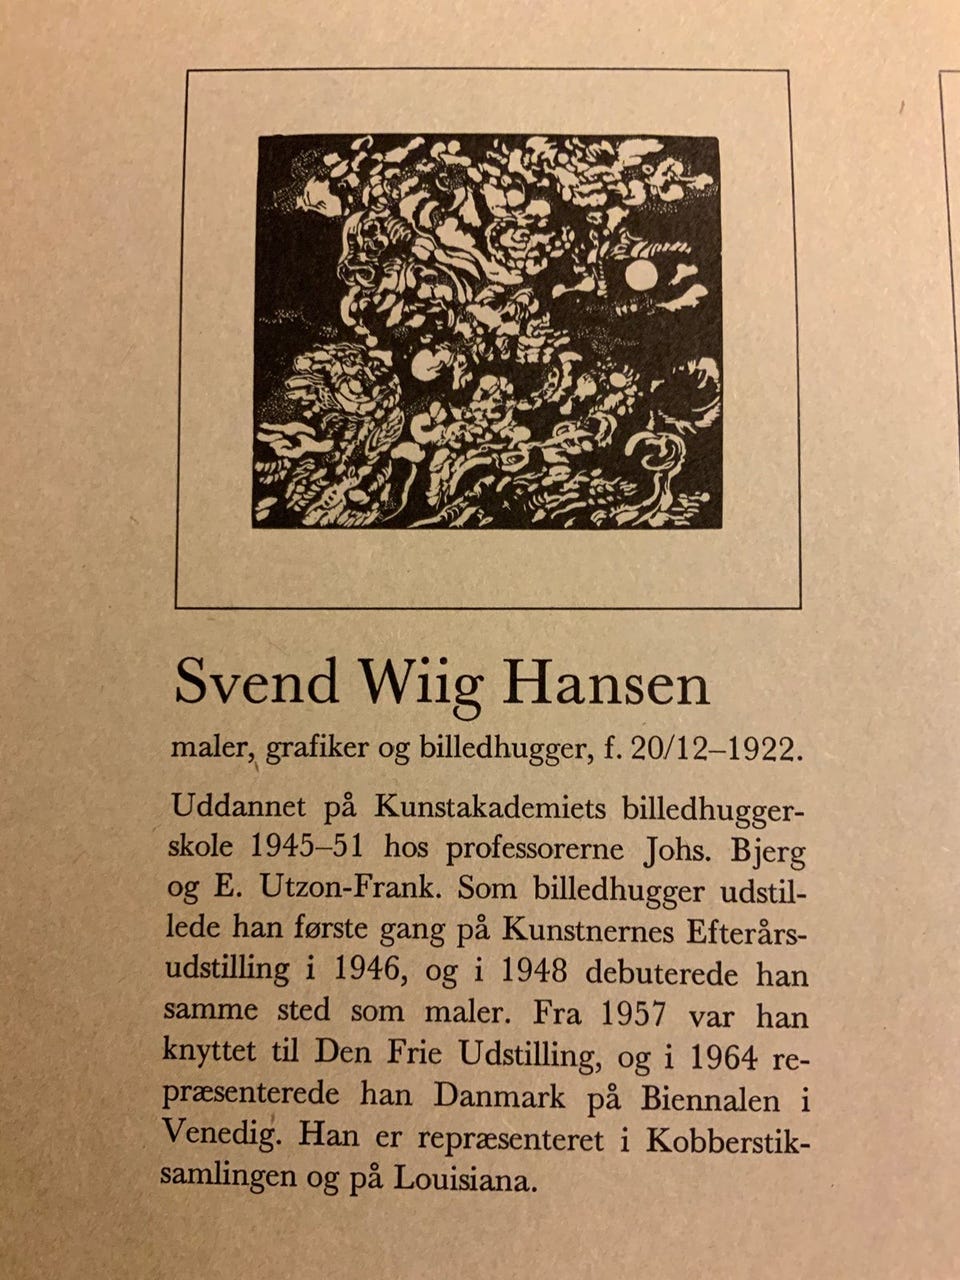 Svend Wiig Hansen
maler, grafiker og billedhugger, f. 20/12–1922.
Uddannet på Kunstakademiets billedhugger-
skole 1945–51 hos professorerne Johs. Bjerg
og E. Utzon-Frank. Som billedhugger udstil-
lede han første gang på Kunstnernes Efterårs-
udstilling i 1946, og i 1948 debuterede han
samme sted som maler. Fra 1957 var han
knyttet til Den Frie Udstilling, og i 1964 re-
præsenterede han Danmark på Biennalen i
Venedig. Han er repræsenteret i Kobberstik-
samlingen og på Louisiana.